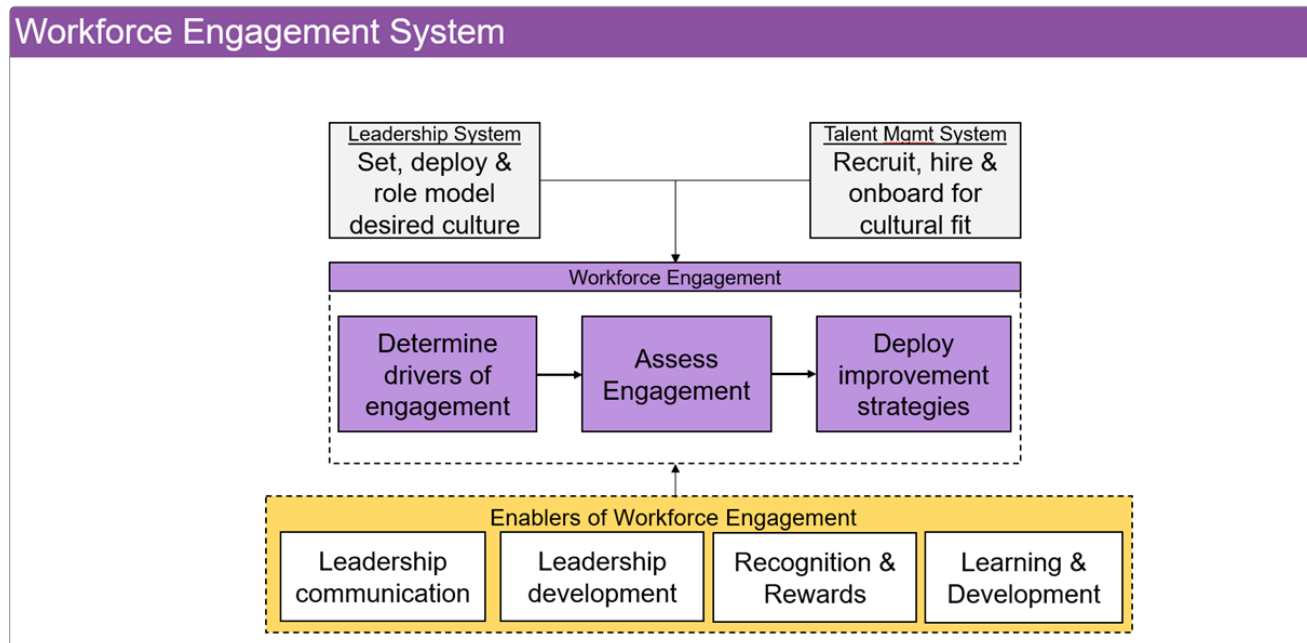 Workforce Engagement System
Leadership System
Set, deploy &
role model
desired culture
Talent Mgmt System
Recruit, hire &
onboard for
cultural fit
Workforce Engagement
Determine
drivers of
engagement
Assess
Engagement
Deploy
improvement
strategies
Enablers of Workforce Engagement
Leadership
communication
Leadership
development
Recognition &
Rewards
Learning &
Development